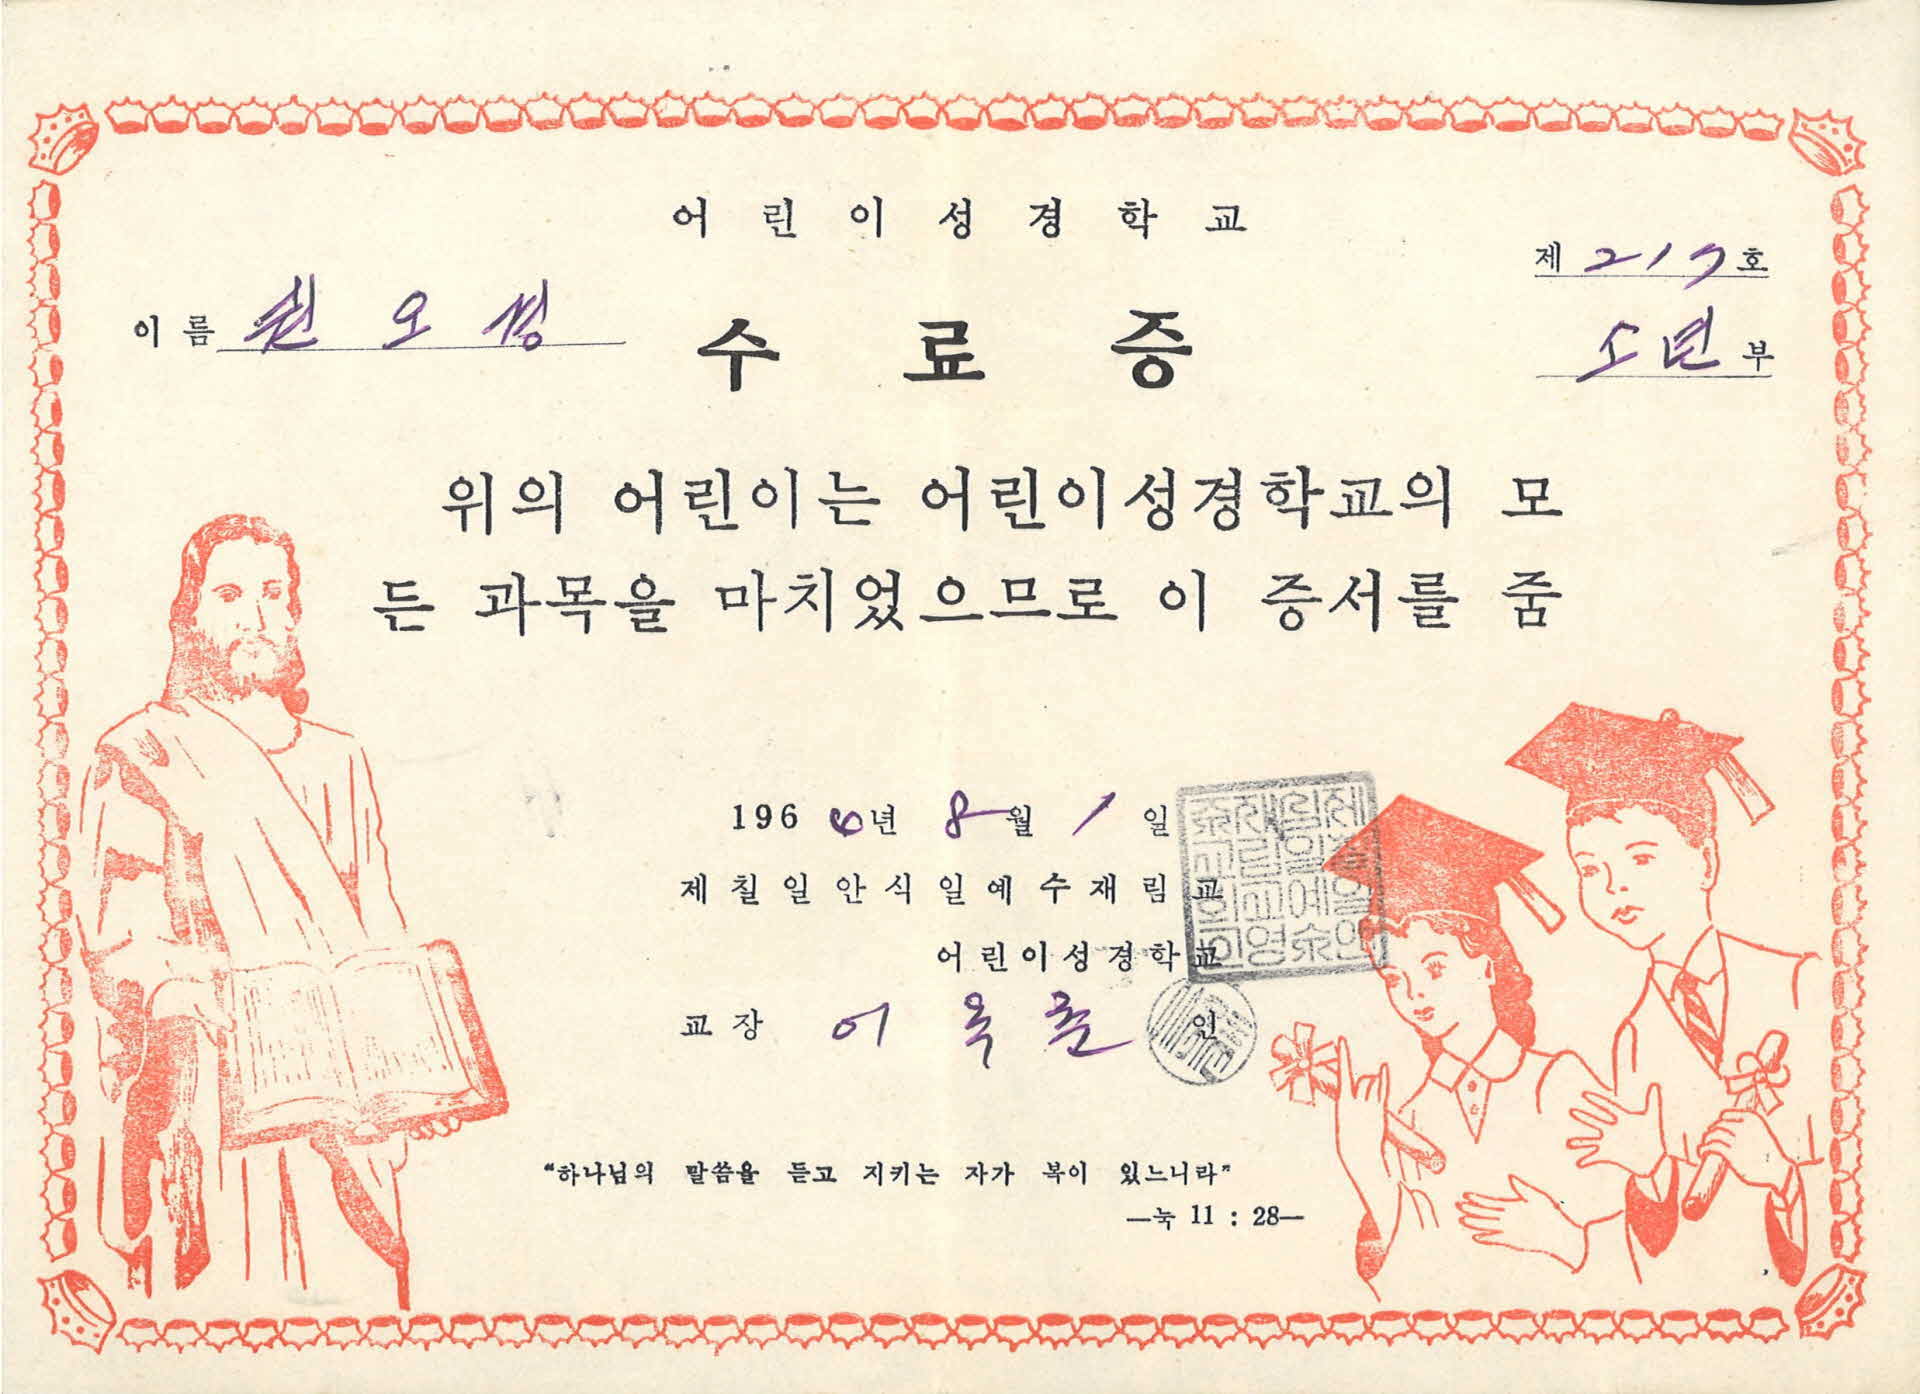 어린이성경학교
제 217 호
이름 권오경
수료증
소년 부
위의 어린이는 어린이성경학교의 모
든 과목을 마치었으므로 이 증서를 줌
196 6년 8월 1일
제칠일안식일예수재림교
어린이성경학교
교장 이 옥 인
“하나님의 말씀을 듣고 지키는 자가 복이 있느니라”
—눅 11 : 28—